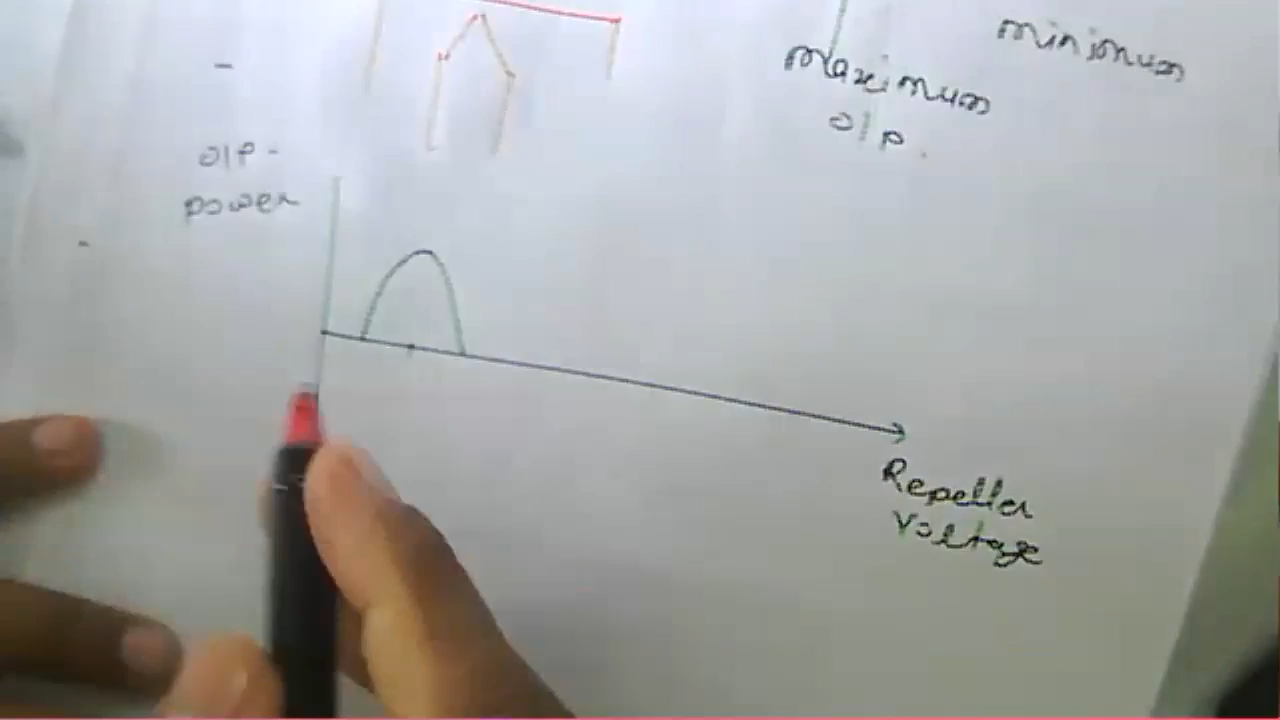 minimum
maximum
o/p.
o/p -
power
Repeller
Voltage